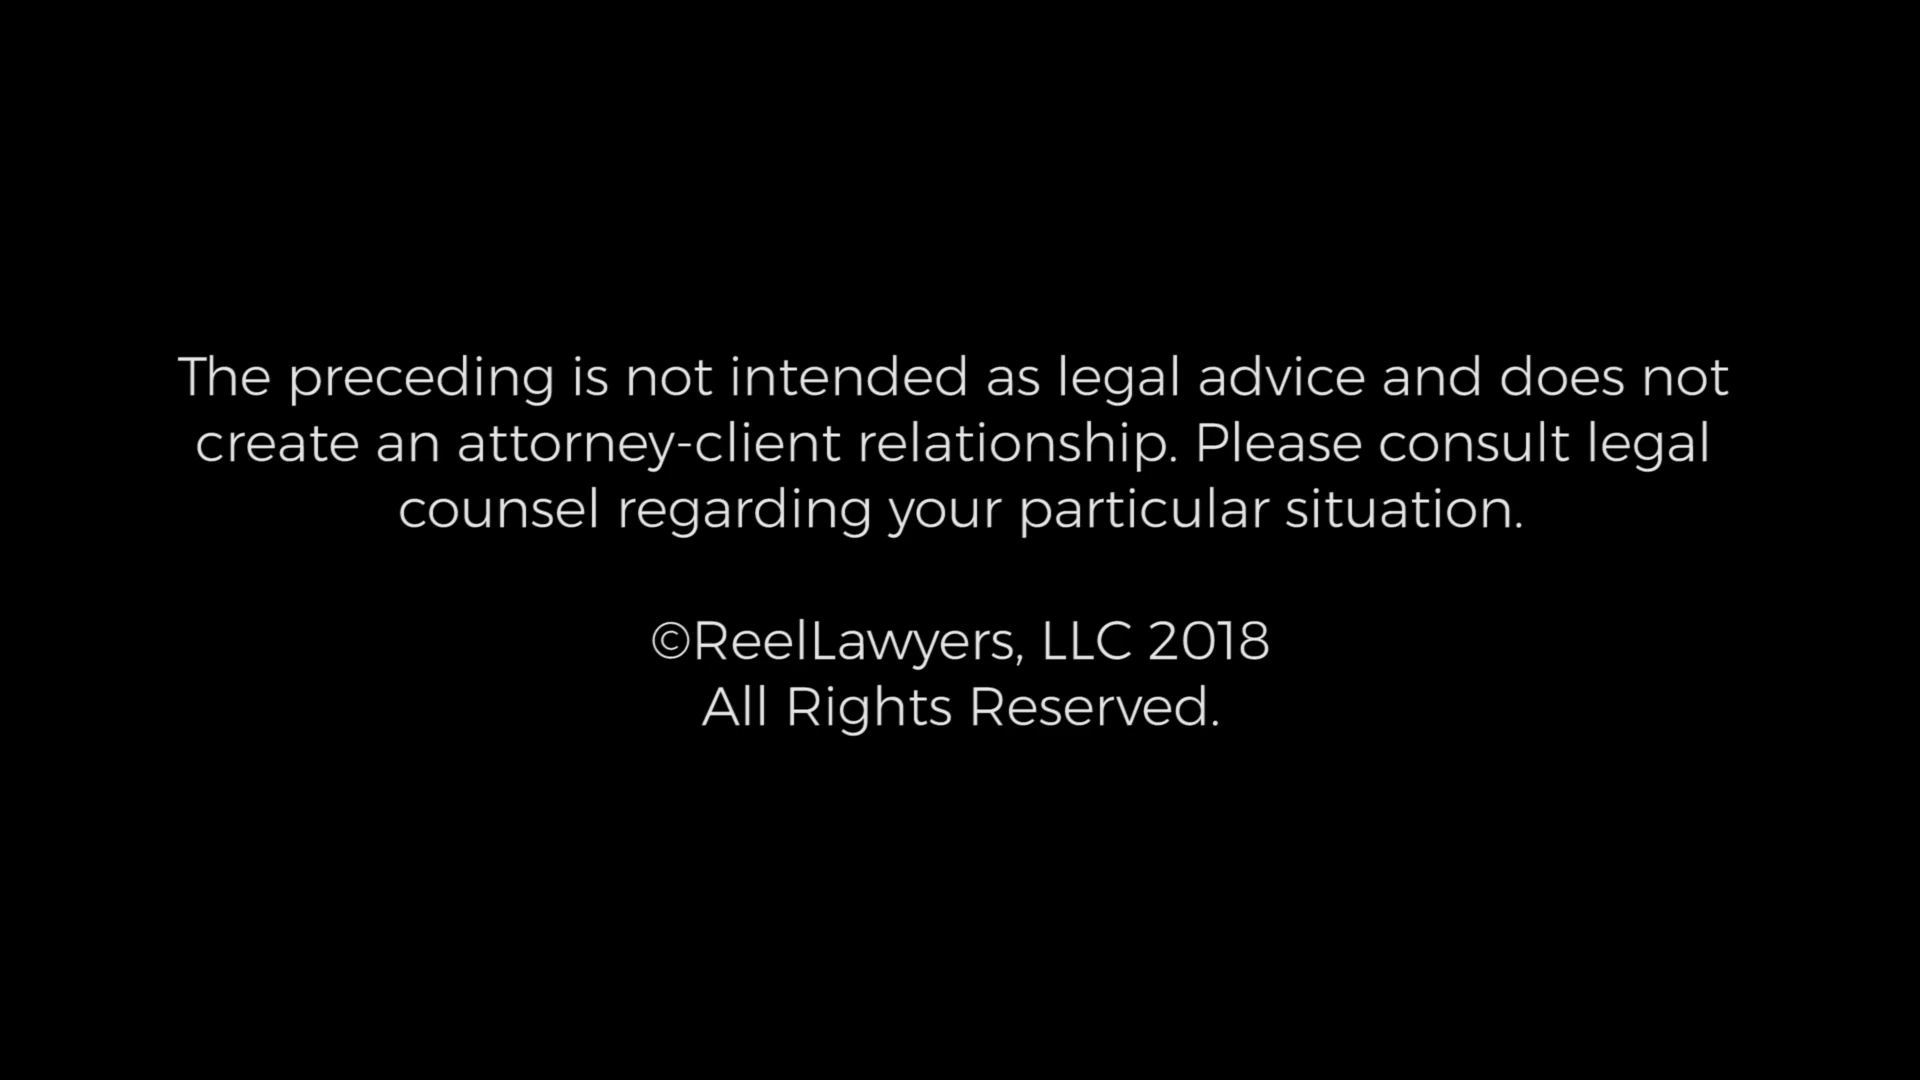 The preceding is not intended as legal advice and does not
create an attorney-client relationship. Please consult legal
counsel regarding your particular situation.
©ReelLawyers, LLC 2018
All Rights Reserved.